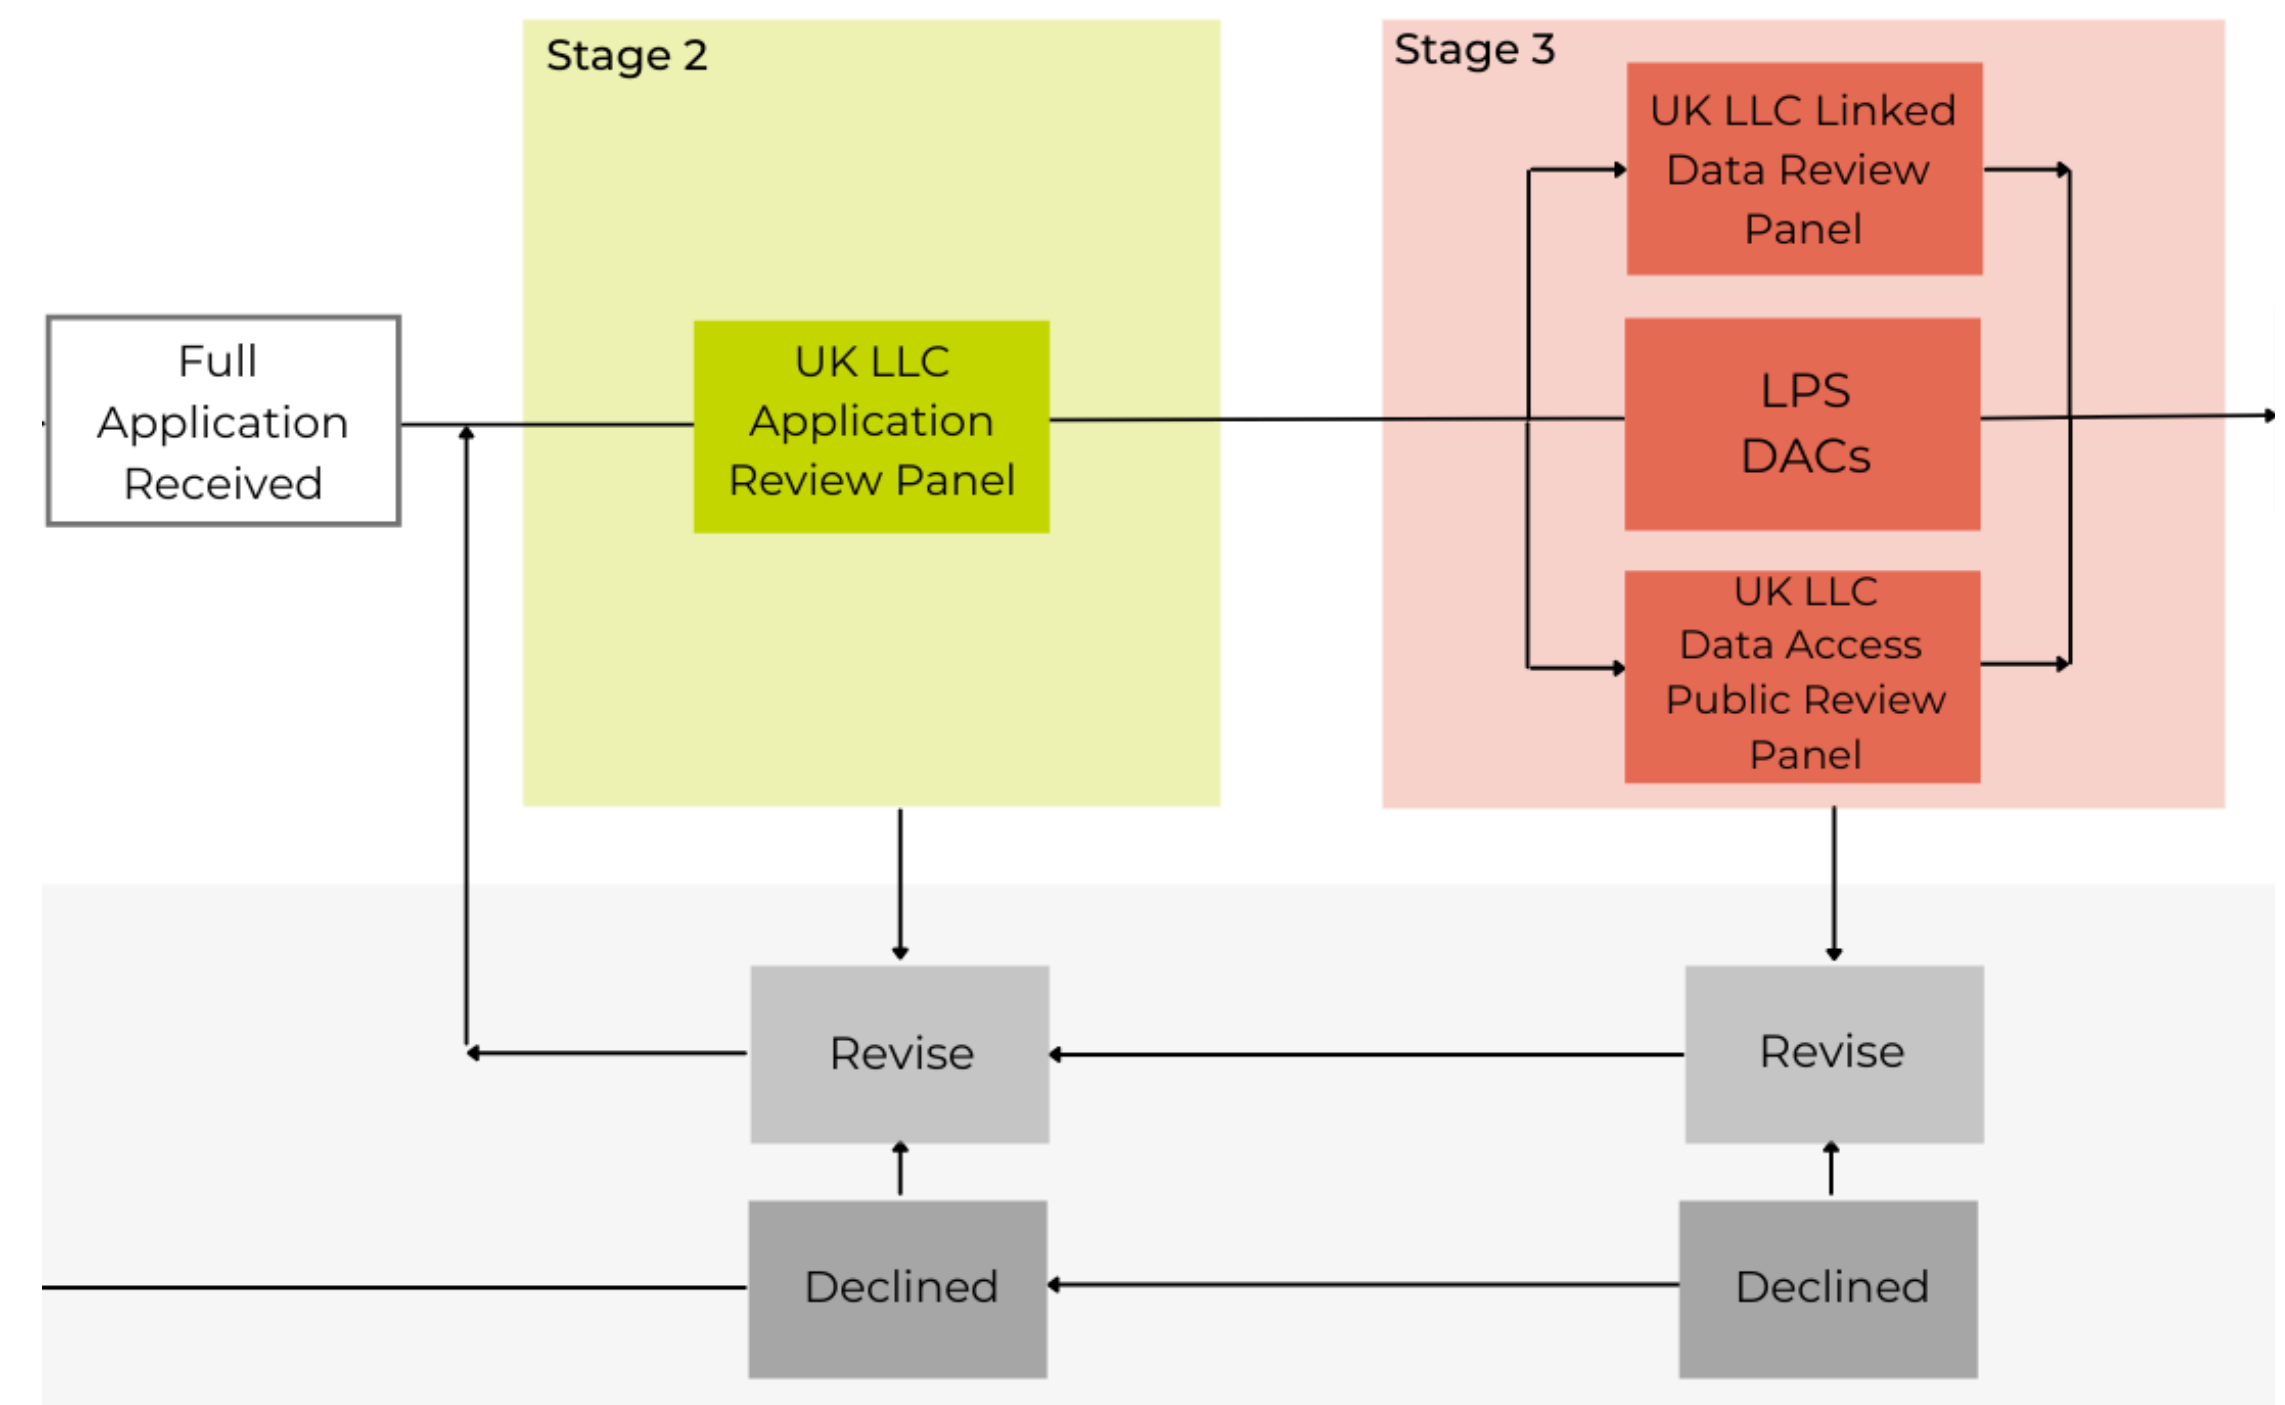 Stage 2
Stage 3
Full
Application
Received
UK LLC
Application
Review Panel
UK LLC Linked
Data Review
Panel
LPS
DACs
UK LLC
Data Access
Public Review
Panel
Revise
Revise
Declined
Declined